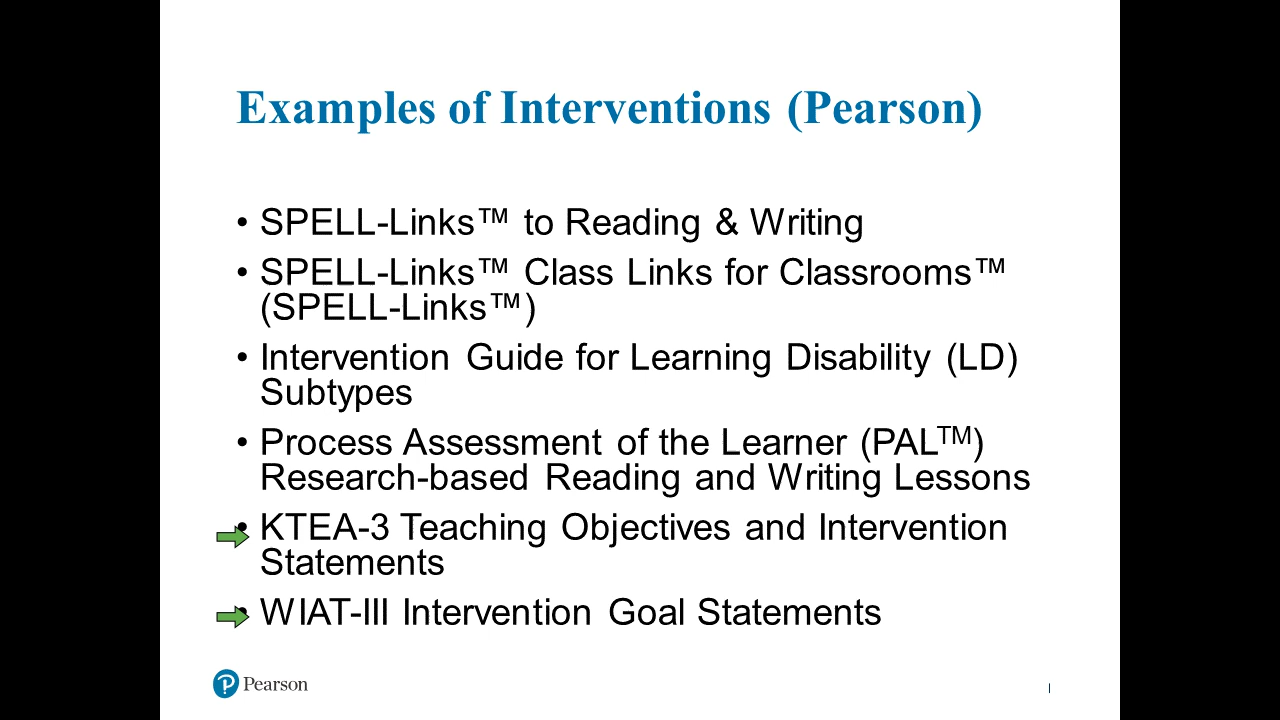 Examples of Interventions (Pearson)
• SPELL-Links™ to Reading & Writing
• SPELL-Links™ Class Links for Classrooms™
(SPELL-Links™)
• Intervention Guide for Learning Disability (LD)
Subtypes
• Process Assessment of the Learner (PAL™)
Research-based Reading and Writing Lessons
• KTEA-3 Teaching Objectives and Intervention
Statements
• WIAT-III Intervention Goal Statements
Pearson